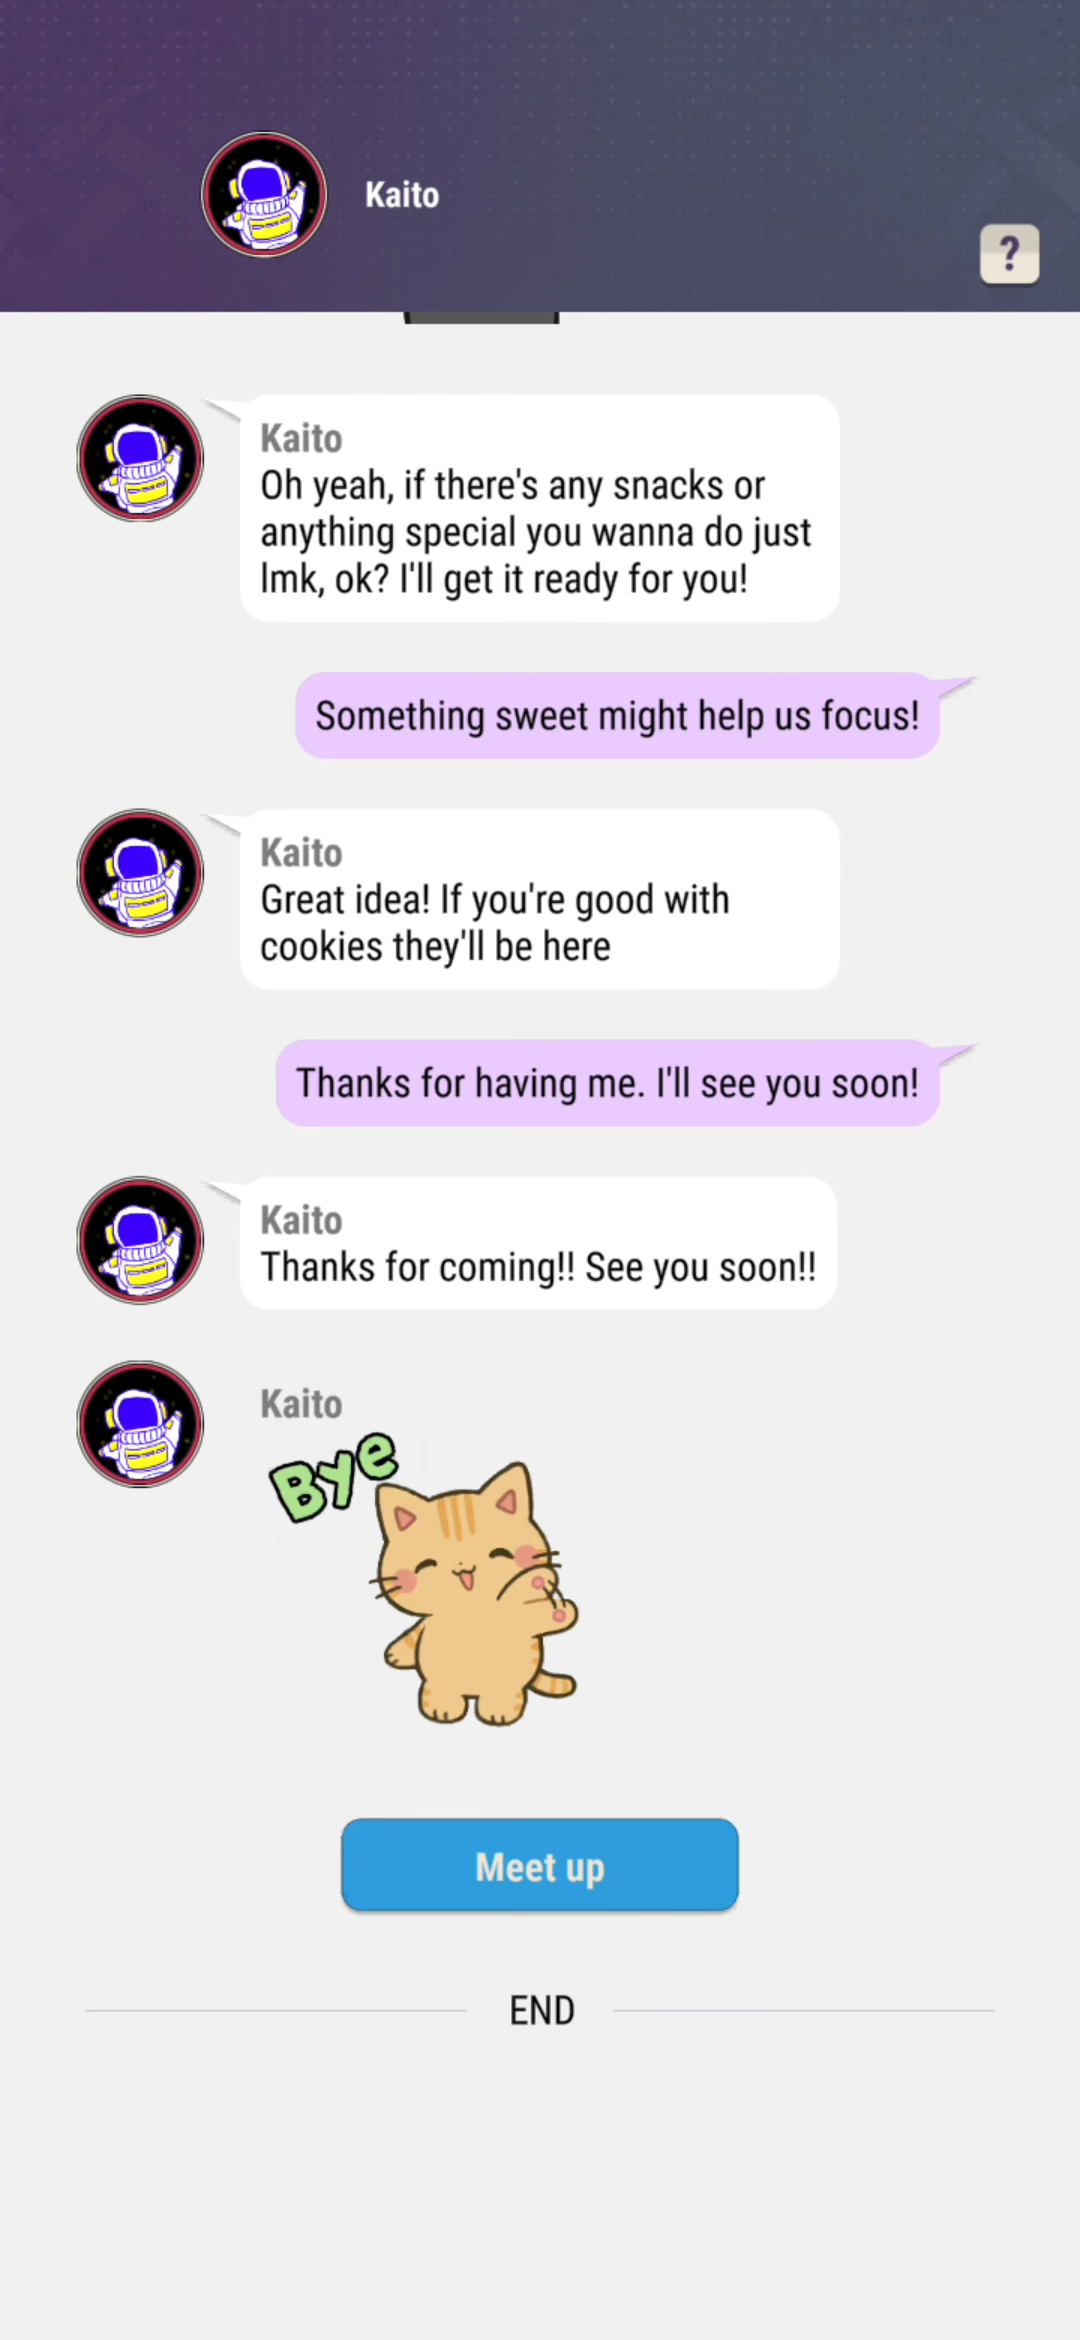 Kaito
?
Kaito
Oh yeah, if there's any snacks or
anything special you wanna do just
lmk, ok? I'll get it ready for you!
Something sweet might help us focus!
Kaito
Great idea! If you're good with
cookies they'll be here
Thanks for having me. I'll see you soon!
Kaito
Thanks for coming!! See you soon!!
Kaito
Bye
Meet up
END